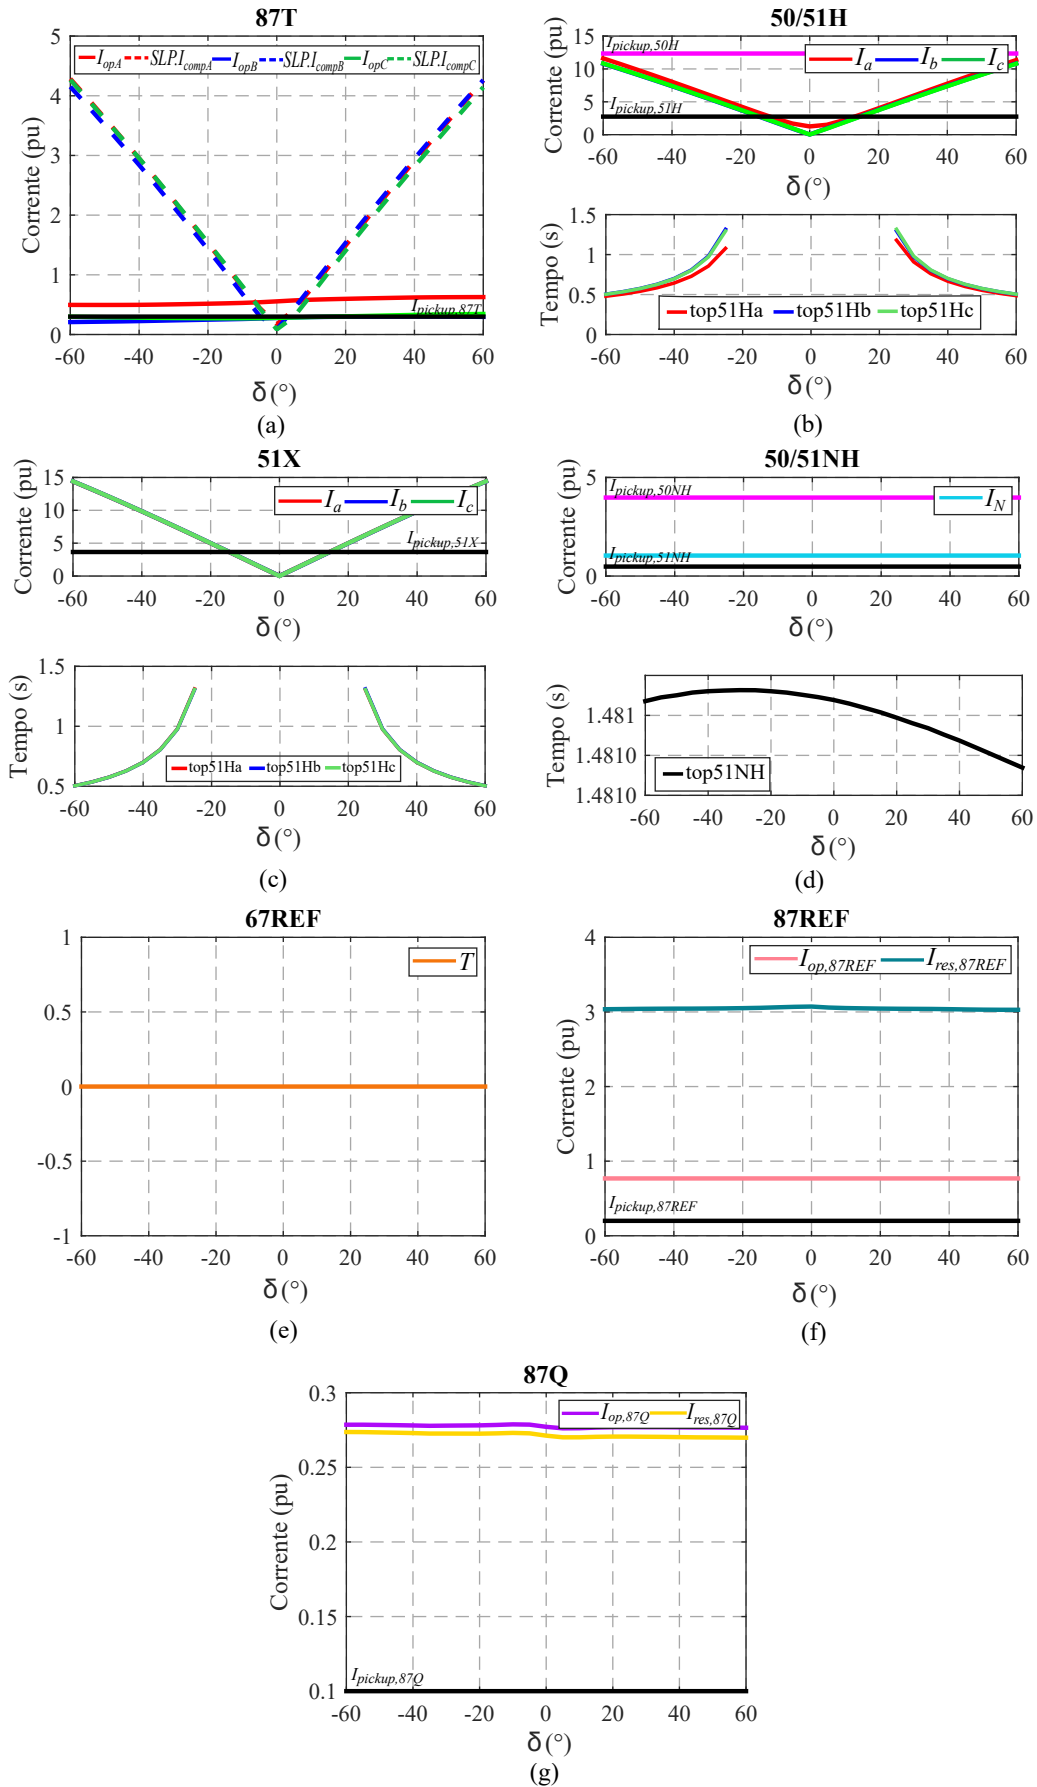 87T
5
4
3
2
1
0
Corrente (pu)
I_opA SLP.I_compA I_opB SLP.I_compB I_opC SLP.I_compC
I_pickup,87T
-60 -40 -20 0 20 40 60
δ(°)
(a)
50/51H
15
10
5
0
Corrente (pu)
I_pickup,50H
I_a I_b I_c
I_pickup,51H
-60 -40 -20 0 20 40 60
δ(°)
1.5
1
0.5
0
Tempo (s)
top51Ha top51Hb top51Hc
-60 -40 -20 0 20 40 60
δ(°)
(b)
51X
15
10
5
0
Corrente (pu)
I_a I_b I_c
I_pickup,51X
-60 -40 -20 0 20 40 60
δ(°)
1.5
1
0.5
Tempo (s)
top51Ha top51Hb top51Hc
-60 -40 -20 0 20 40 60
δ(°)
(c)
50/51NH
5
0
Corrente (pu)
I_pickup,50NH
I_N
I_pickup,51NH
-60 -40 -20 0 20 40 60
δ(°)
1.481
1.4810
1.4810
Tempo (s)
top51NH
-60 -40 -20 0 20 40 60
δ(°)
(d)
67REF
1
0.5
0
-0.5
-1
T
-60 -40 -20 0 20 40 60
δ(°)
(e)
87REF
4
3
2
1
0
Corrente (pu)
I_op,87REF I_res,87REF
I_pickup,87REF
-60 -40 -20 0 20 40 60
δ(°)
(f)
87Q
0.3
0.25
0.2
0.15
0.1
Corrente (pu)
I_op,87Q I_res,87Q
I_pickup,87Q
-60 -40 -20 0 20 40 60
δ(°)
(g)